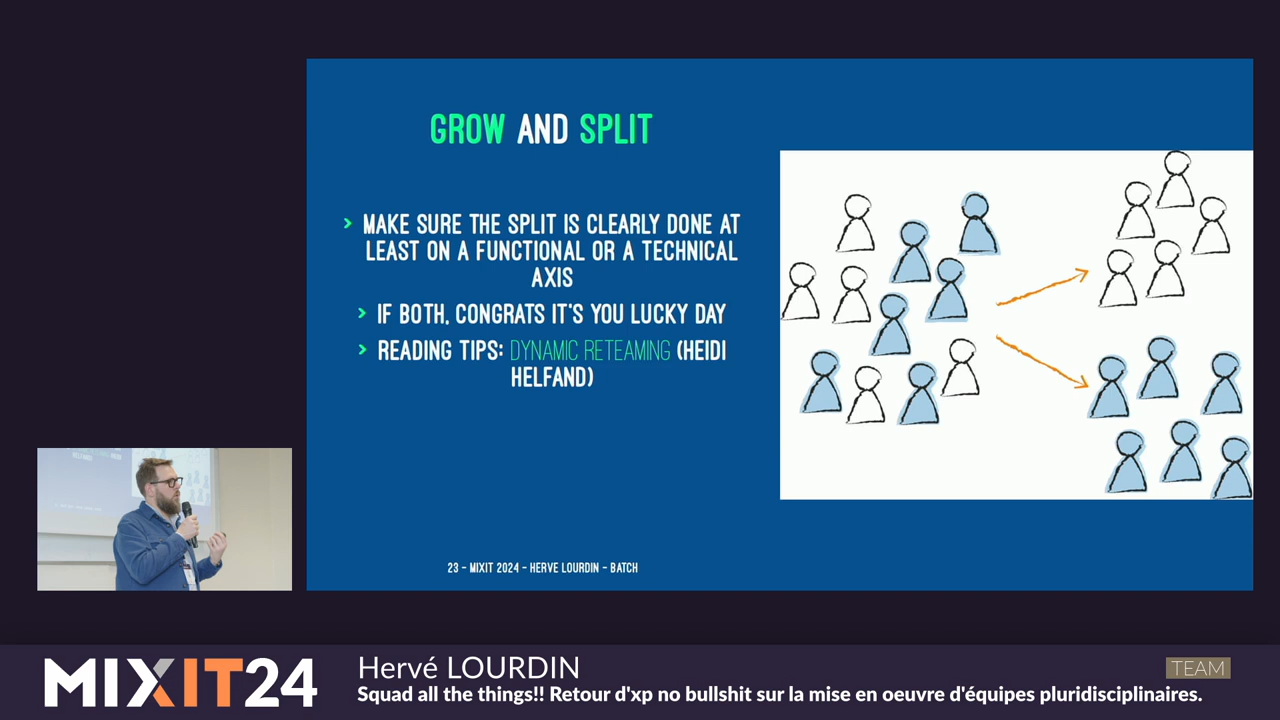 GROW AND SPLIT
> MAKE SURE THE SPLIT IS CLEARLY DONE AT
LEAST ON A FUNCTIONAL OR A TECHNICAL
AXIS
> IF BOTH, CONGRATS IT'S YOU LUCKY DAY
> READING TIPS: DYNAMIC RETEAMING (HEIDI
HELFAND)
23 - MIXIT 2024 - HERVE LOURDIN - BATCH
MIXIT24
Hervé LOURDIN
TEAM
Squad all the things!! Retour d'xp no bullshit sur la mise en oeuvre d'équipes pluridisciplinaires.